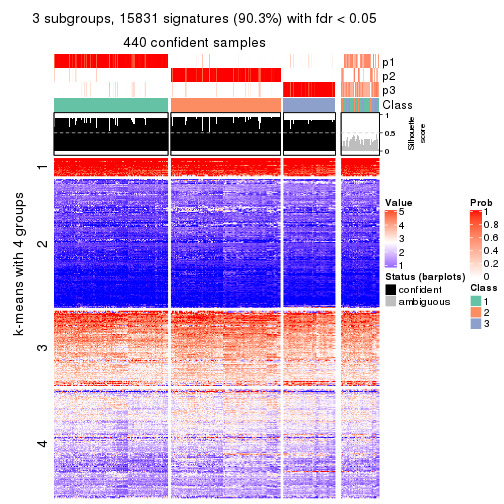 3 subgroups, 15831 signatures (90.3%) with fdr < 0.05
440 confident samples
p1
p2
p3
Class
1
0.5
0
Silhouette
score
k-means with 4 groups
1
2
3
4
Value
5
4
3
2
1
Status (barplots)
confident
ambiguous
Prob
1
0.8
0.6
0.4
0.2
0
Class
1
2
3